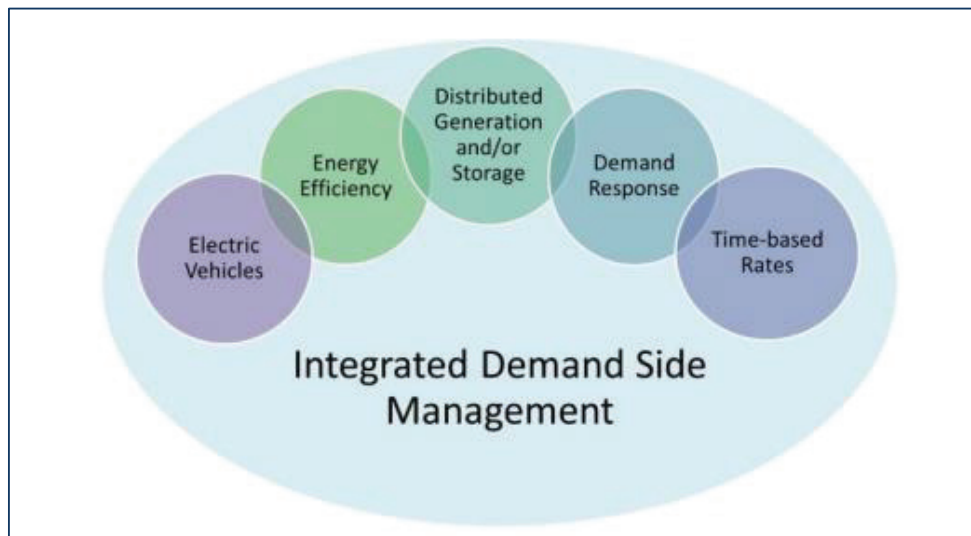 Electric
Vehicles
Energy
Efficiency
Distributed
Generation
and/or
Storage
Demand
Response
Time-based
Rates
Integrated Demand Side
Management